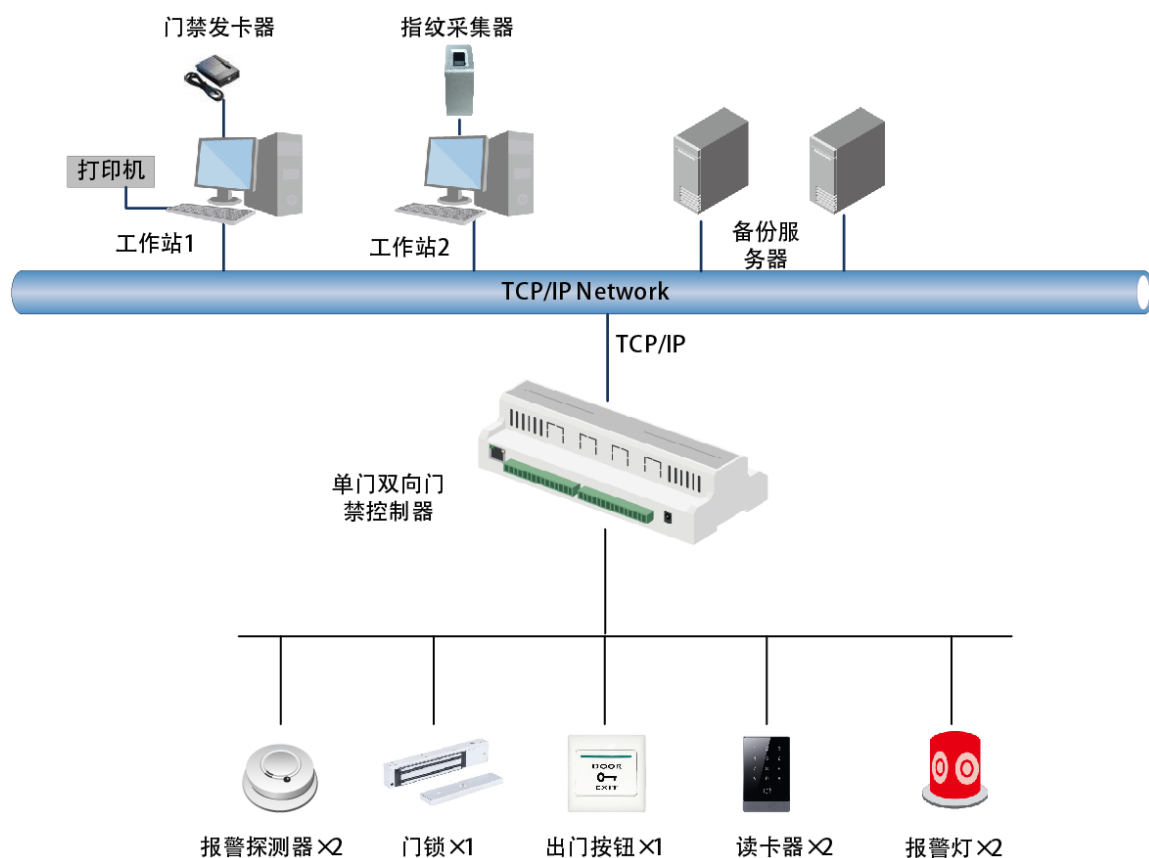 门禁发卡器
指纹采集器
打印机
工作站1
工作站2
备份服
务器
TCP/IP Network
TCP/IP
单门双向门
禁控制器
DOOR
EXIT
报警探测器×2
门锁×1
出门按钮×1
读卡器×2
报警灯×2